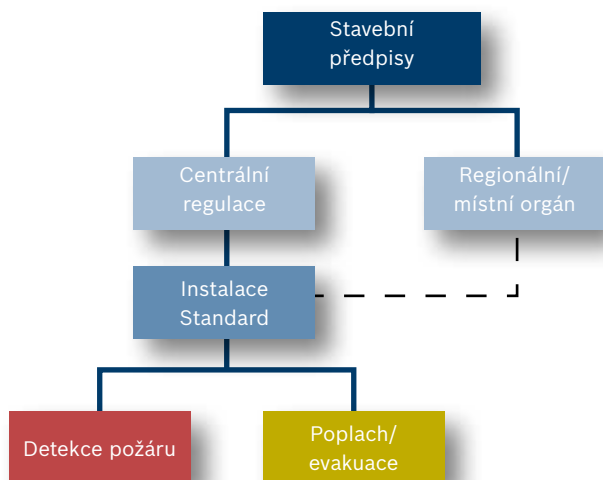 Stavební
předpisy
Centrální
regulace
Regionální/
místní orgán
Instalace
Standard
Detekce požáru
Poplach/
evakuace